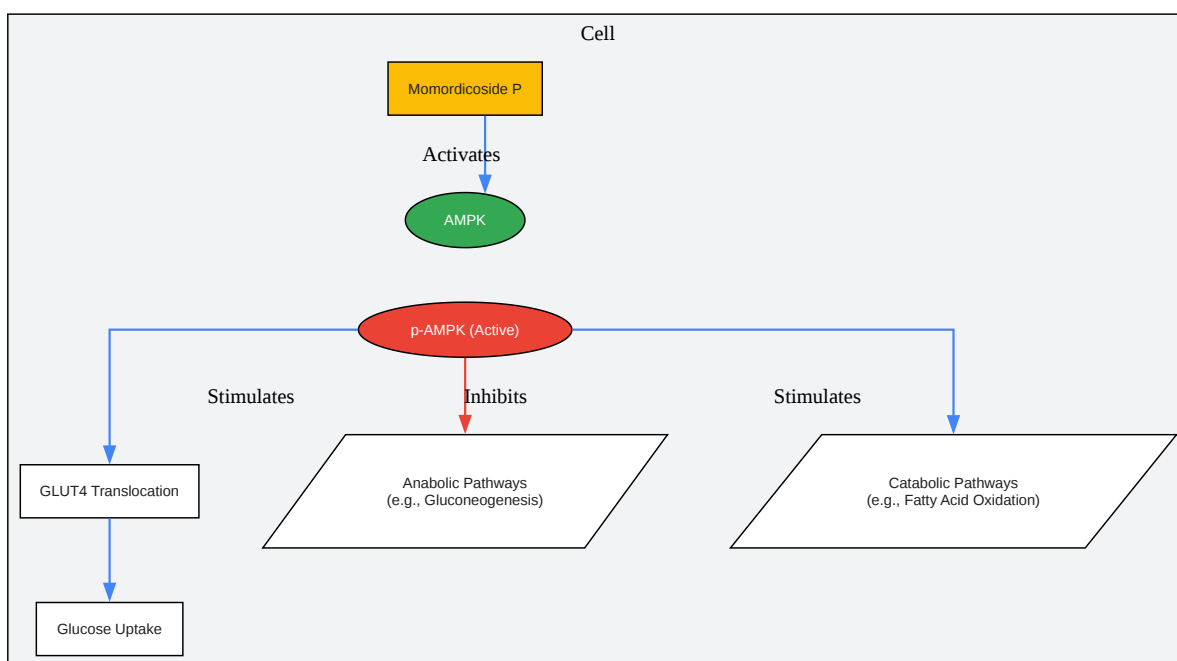 Cell
Momordicoside P
Activates
AMPK
p-AMPK (Active)
Stimulates
Inhibits
Stimulates
GLUT4 Translocation
Anabolic Pathways
(e.g., Gluconeogenesis)
Catabolic Pathways
(e.g., Fatty Acid Oxidation)
Glucose Uptake